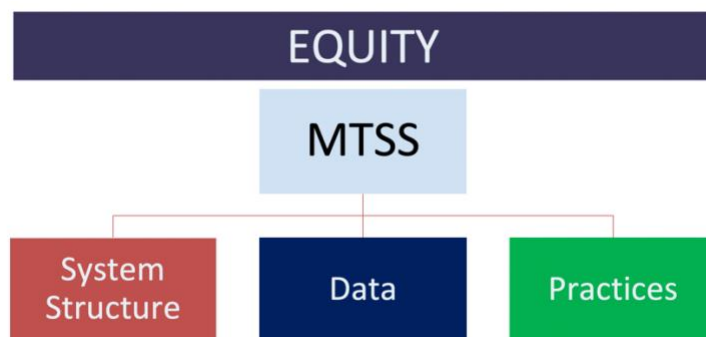 EQUITY
MTSS
System
Structure
Data
Practices